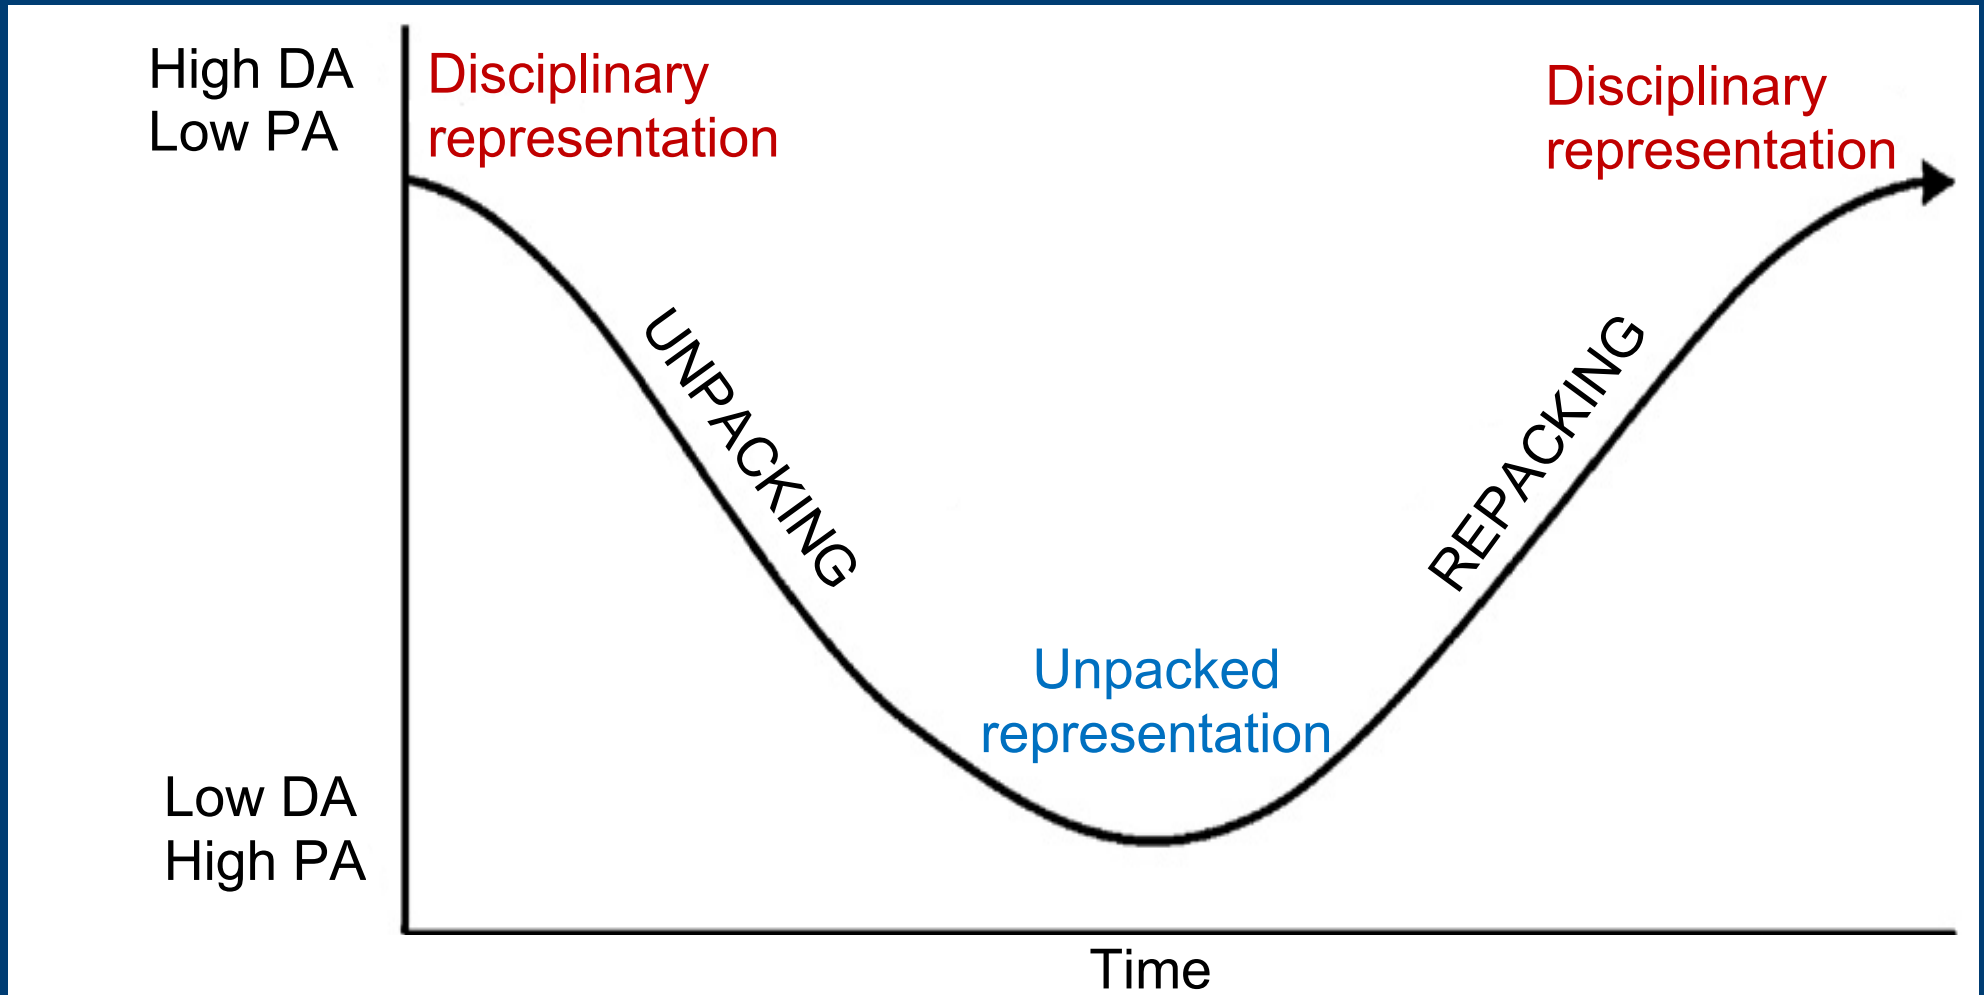 High DA
Low PA
Disciplinary
representation
Disciplinary
representation
UNPACKING
REPACKING
Unpacked
representation
Low DA
High PA
Time